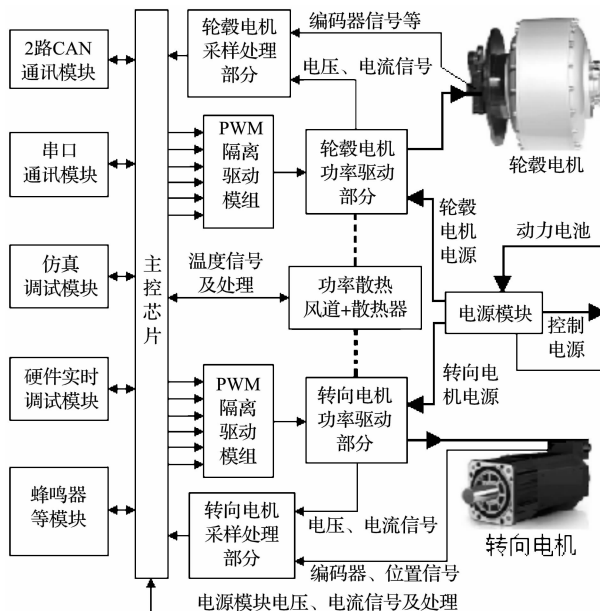 2路CAN
通讯模块
串口
通讯模块
仿真
调试模块
硬件实时
调试模块
蜂鸣器
等模块
主控芯片
轮毂电机
采样处理
部分
编码器信号等
电压、电流信号
PWM
隔离
驱动
模组
轮毂电机
功率驱动
部分
轮毂电机
轮毂
电机
电源
动力电池
温度信号
及处理
功率散热
风道+散热器
电源模块
控制
电源
PWM
隔离
驱动
模组
转向电机
功率驱动
部分
转向电
机电源
转向电机
采样处理
部分
电压、电流信号
编码器、位置信号
转向电机
电源模块电压、电流信号及处理